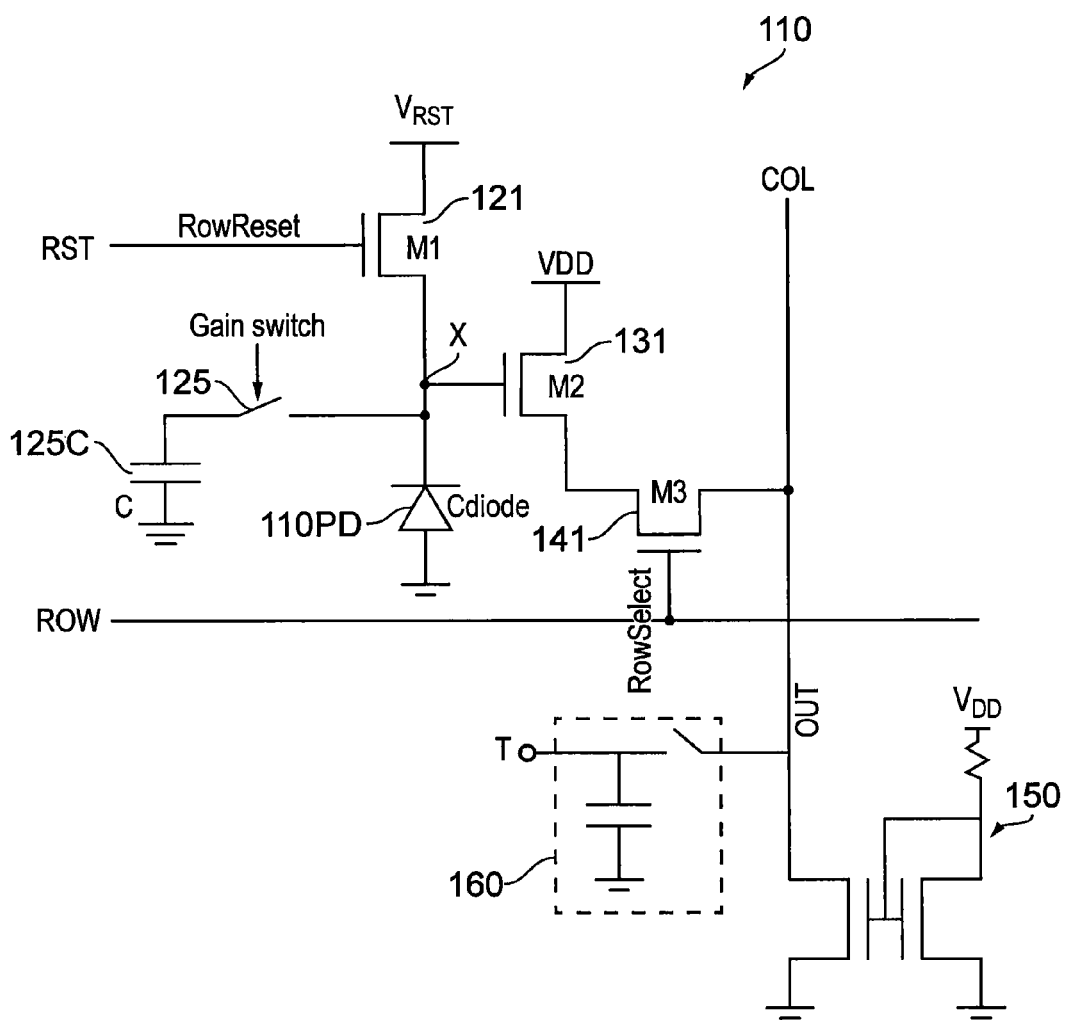 110
VRST
COL
121
RowReset
RST
M1
VDD
Gain switch
X
131
125
M2
125C
M3
C
Cdiode
110PD
141
ROW
RowSelect
OUT
VDD
T
150
160